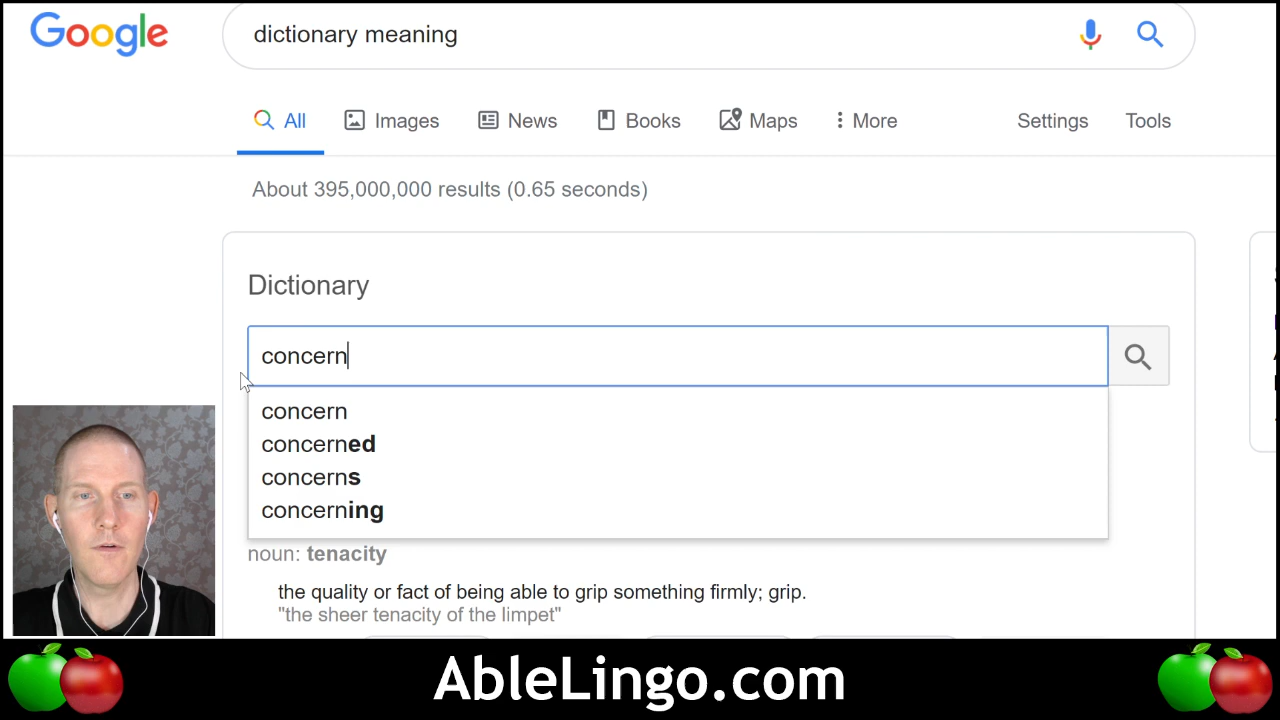 Google
dictionary meaning
All Images News Books Maps More Settings Tools
About 395,000,000 results (0.65 seconds)
Dictionary
concern
concern
concerned
concerns
concerning
noun: tenacity
the quality or fact of being able to grip something firmly; grip.
"the sheer tenacity of the limpet"
AbleLingo.com